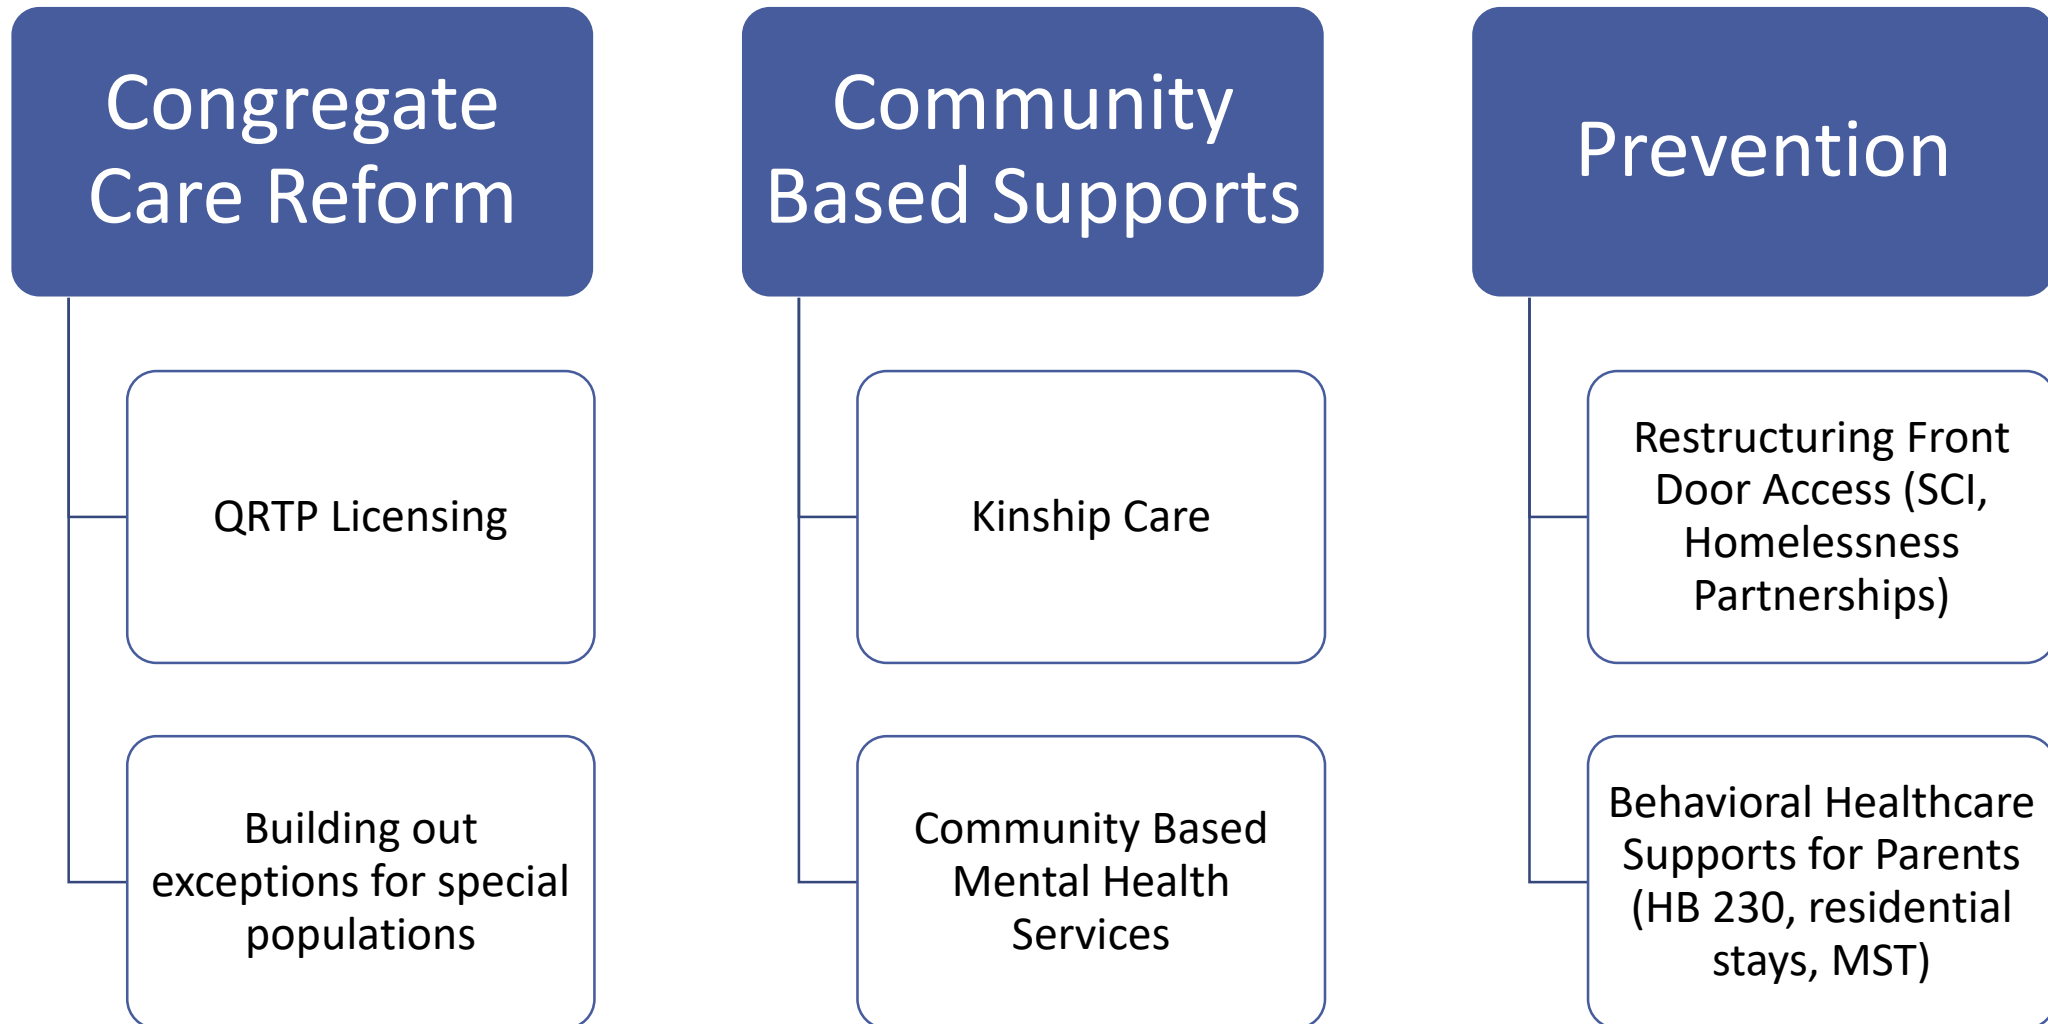 Congregate
Care Reform
QRTP Licensing
Building out
exceptions for special
populations
Community
Based Supports
Kinship Care
Community Based
Mental Health
Services
Prevention
Restructuring Front
Door Access (SCI,
Homelessness
Partnerships)
Behavioral Healthcare
Supports for Parents
(HB 230, residential
stays, MST)